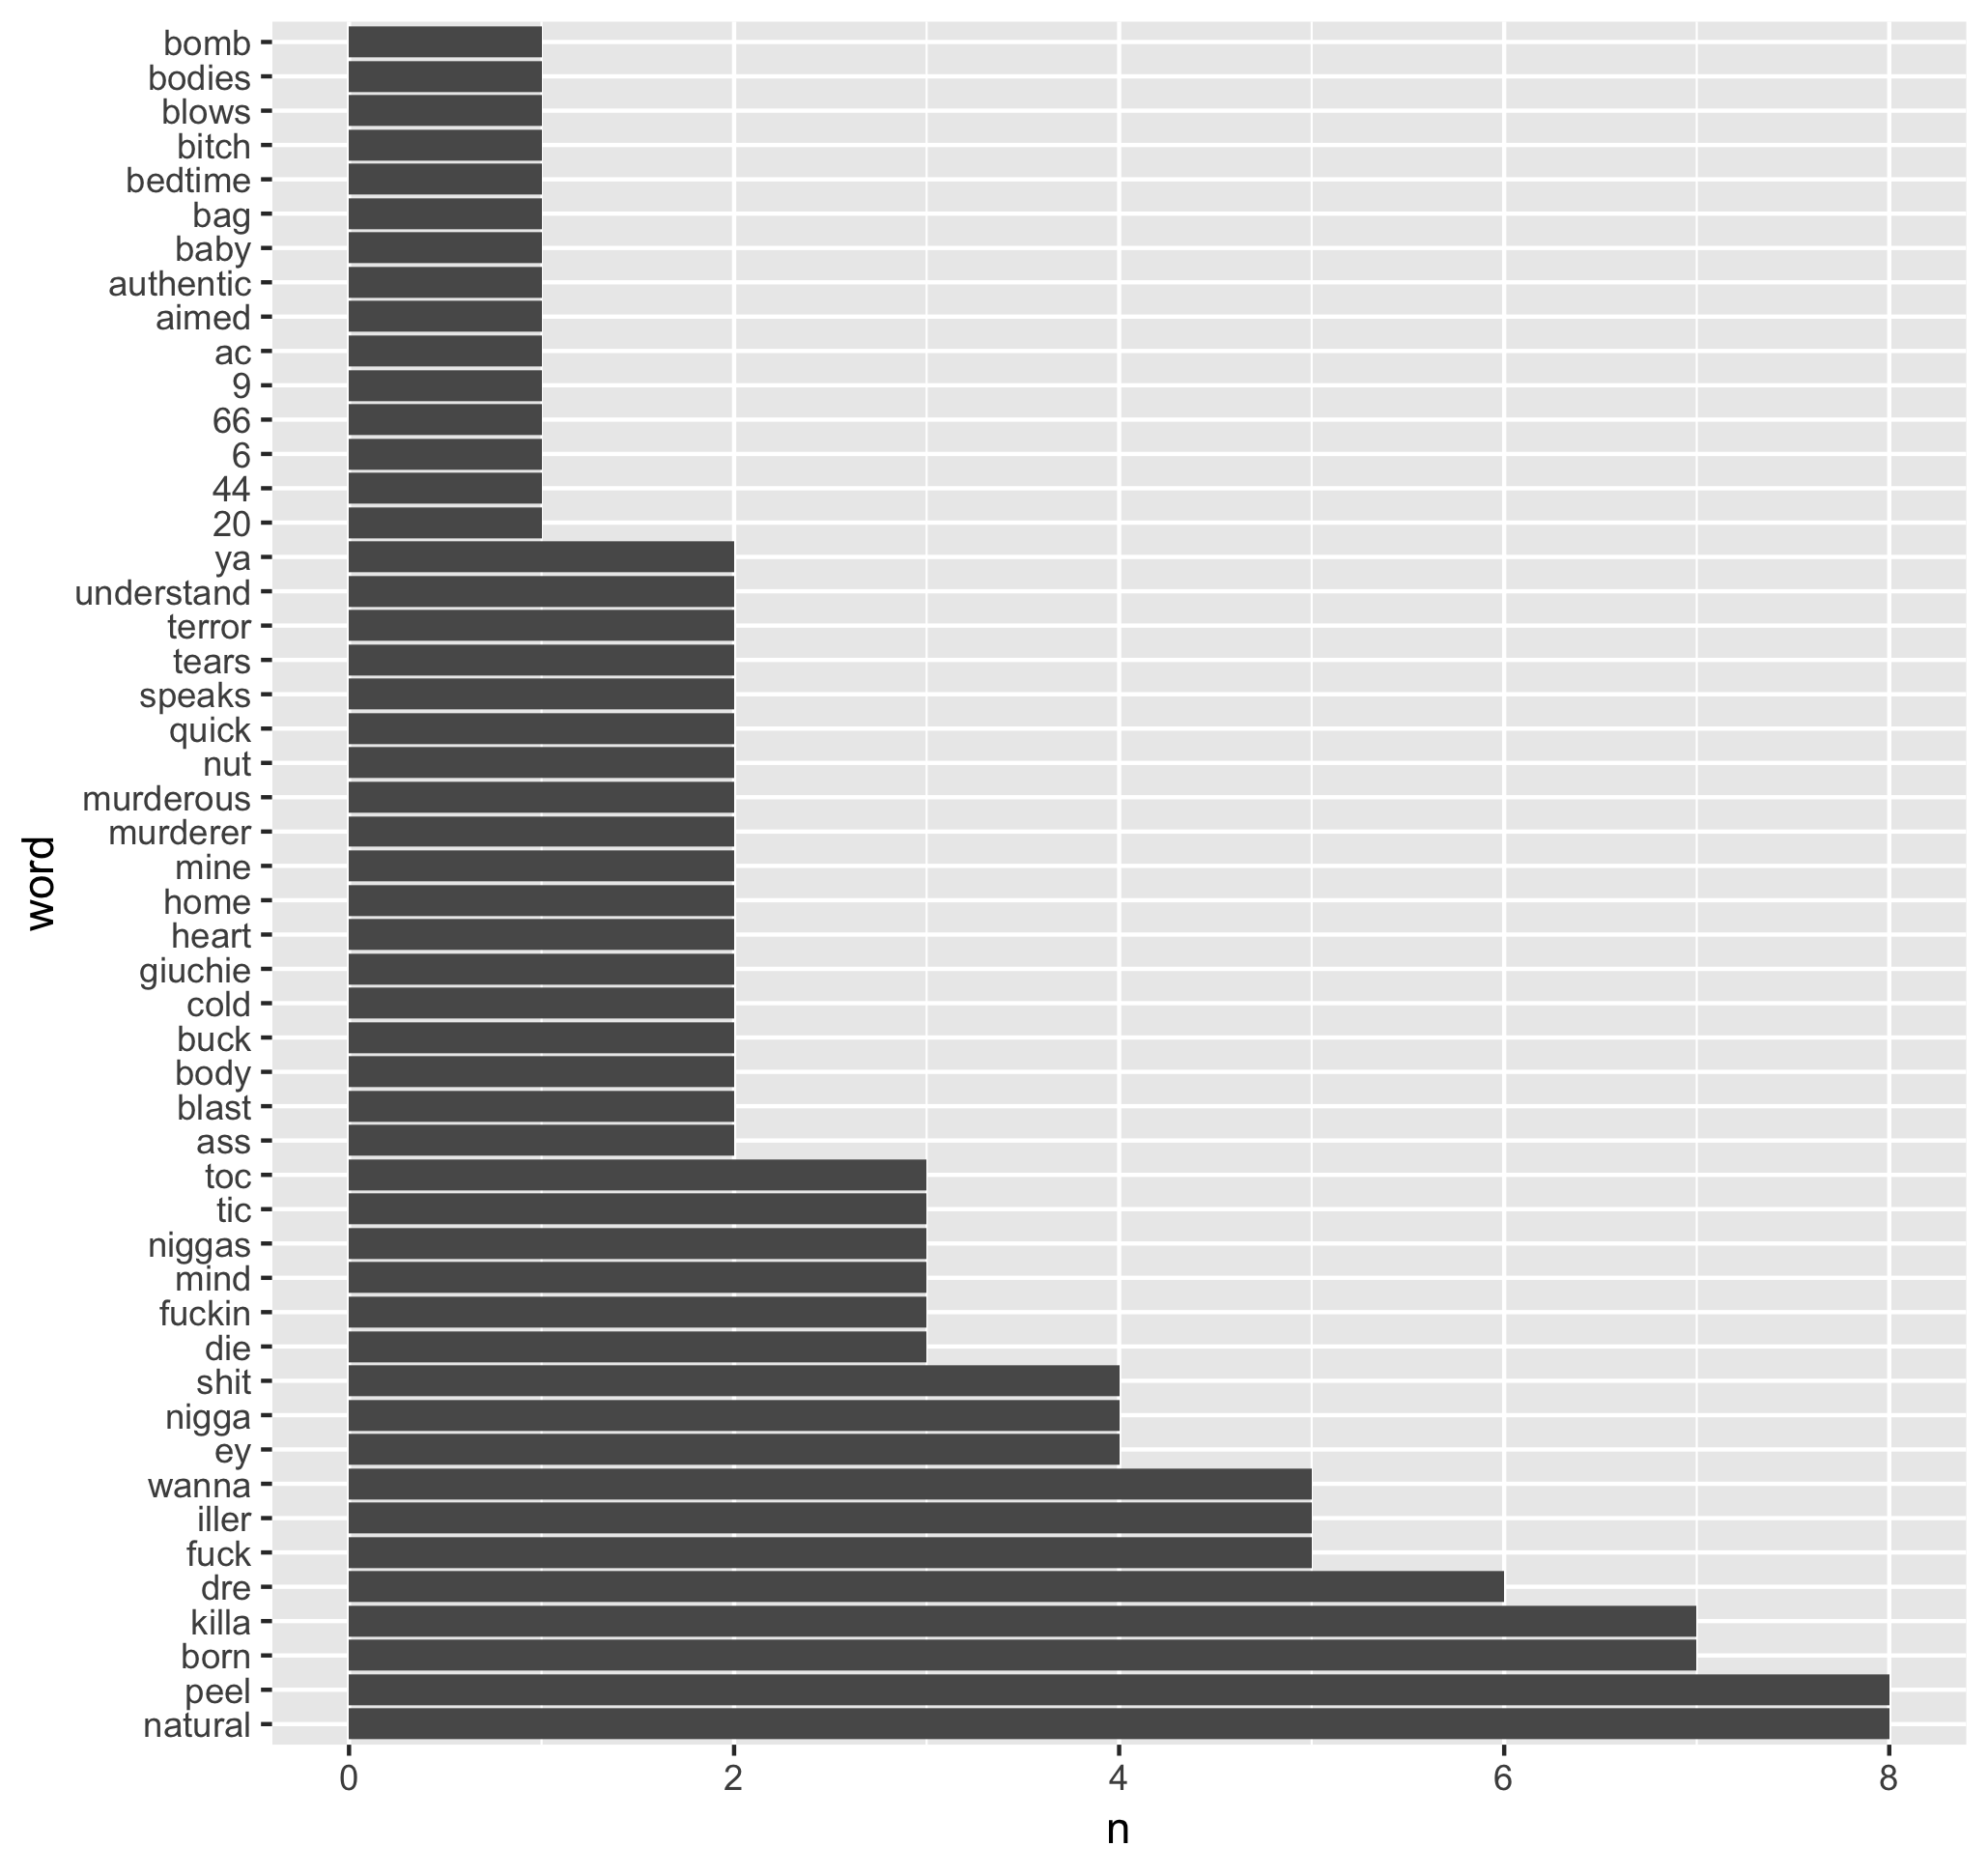 bomb
bodies
blows
bitch
bedtime
bag
baby
authentic
aimed
ac
9
66
6
44
20
ya
understand
terror
tears
speaks
quick
nut
murderous
murderer
mine
home
heart
giuchie
cold
buck
body
blast
ass
toc
tic
niggas
mind
fuckin
die
shit
nigga
ey
wanna
iller
fuck
dre
killa
born
peel
natural
word
0 2 4 6 8
n